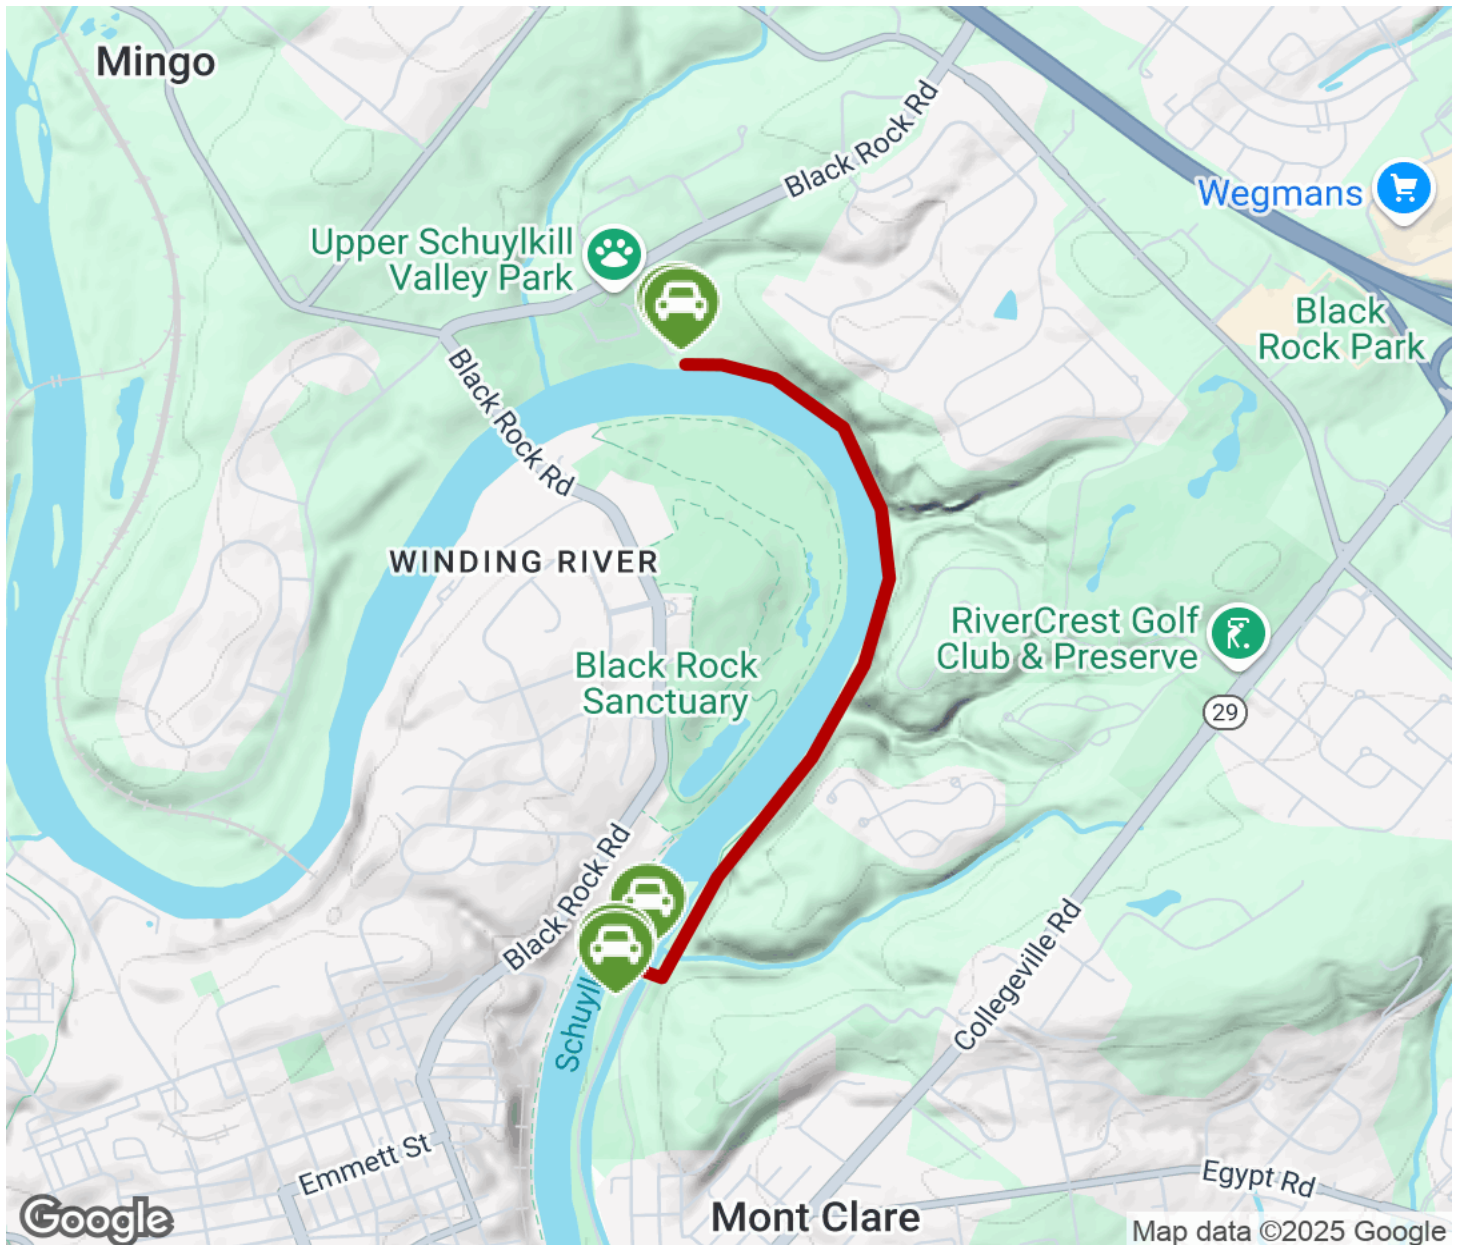 Mingo
Black Rock Rd
Wegmans
Upper Schuylkill
Valley Park
Black
Rock Park
Black Rock Rd
WINDING RIVER
RiverCrest Golf
Club & Preserve
Black Rock
Sanctuary
29
Black Rock Rd
Collegeville Rd
Schuyl
Emmett St
Egypt Rd
Mont Clare
Google
Map data ©2025 Google